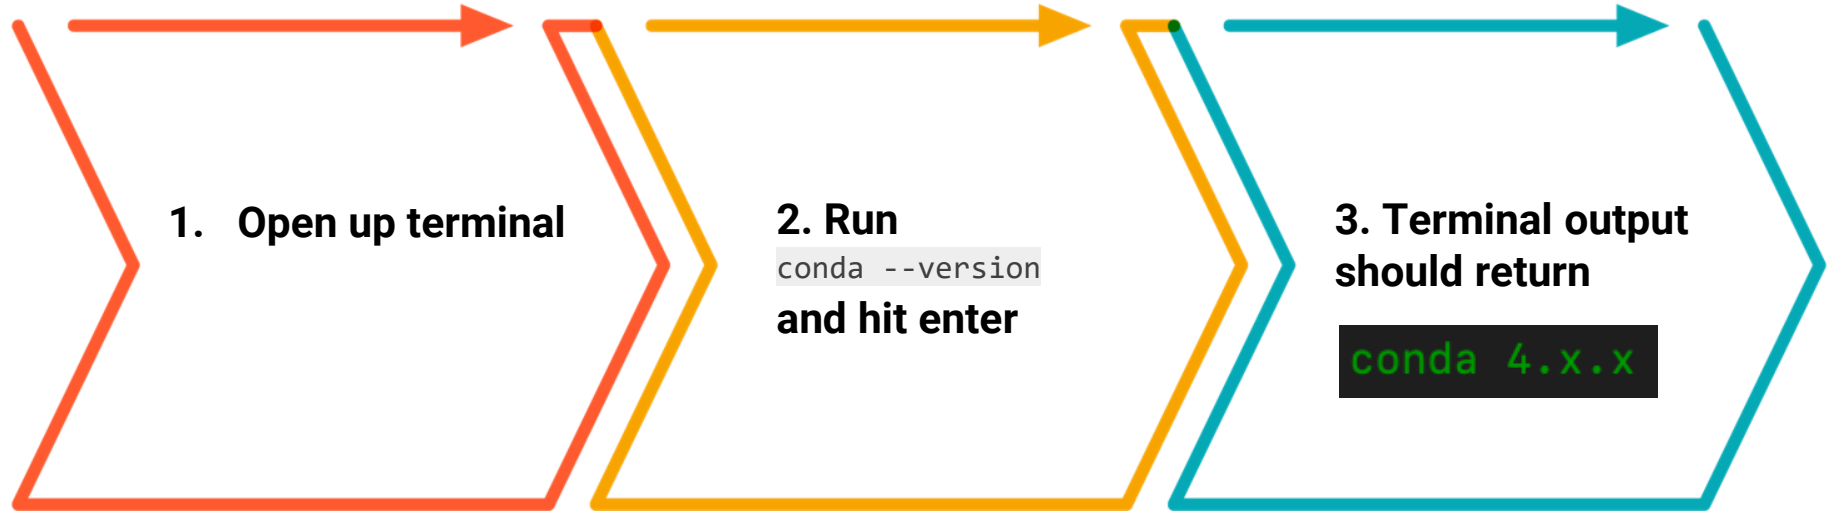 1. Open up terminal
2. Run
conda --version
and hit enter
3. Terminal output
should return
conda 4.x.x